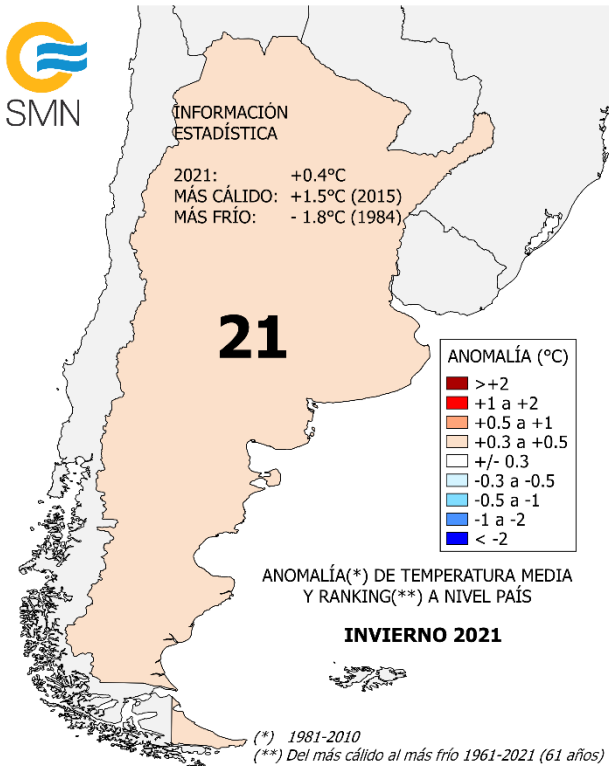 SMN
INFORMACIÓN
ESTADÍSTICA
2021: +0.4°C
MÁS CÁLIDO: +1.5°C (2015)
MÁS FRÍO: - 1.8°C (1984)
21
ANOMALÍA (°C)
>+2
+1 a +2
+0.5 a +1
+0.3 a +0.5
+/- 0.3
-0.3 a -0.5
-0.5 a -1
-1 a -2
< -2
ANOMALÍA(*) DE TEMPERATURA MEDIA
Y RANKING(**) A NIVEL PAÍS
INVIERNO 2021
(*) 1981-2010
(**) Del más cálido al más frío 1961-2021 (61 años)